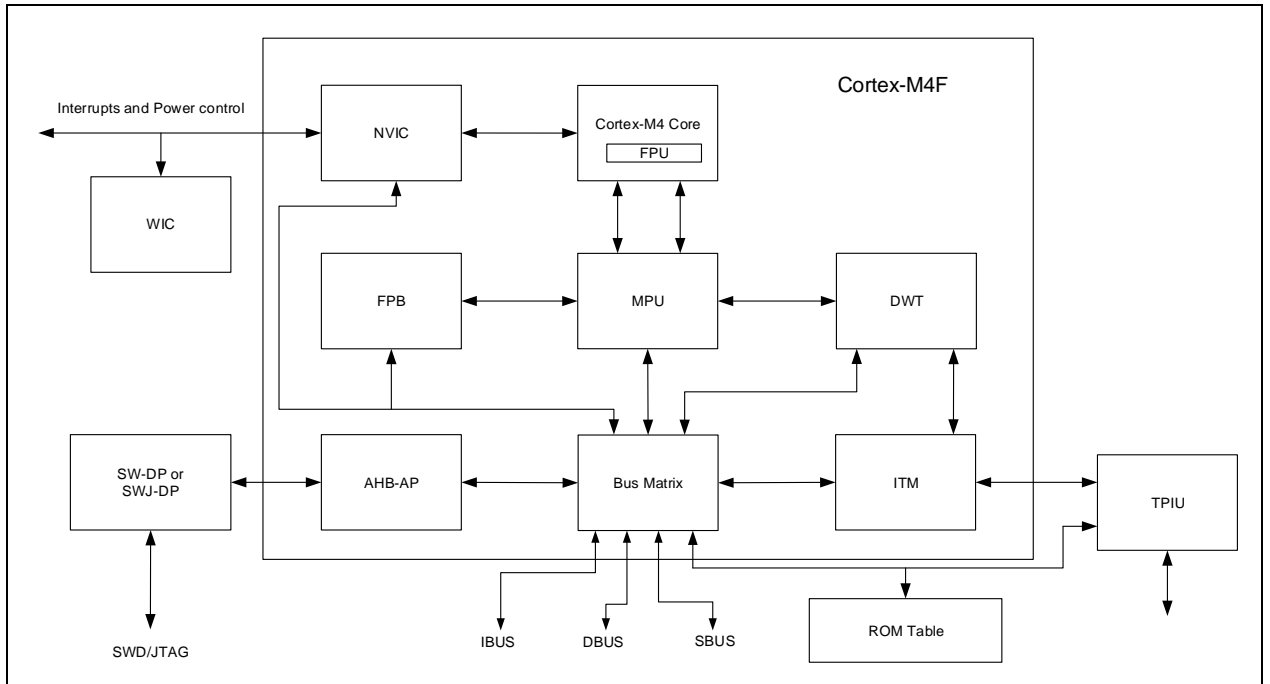 Cortex-M4F
Interrupts and Power control
NVIC
Cortex-M4 Core
FPU
WIC
FPB
MPU
DWT
SW-DP or
SWJ-DP
AHB-AP
Bus Matrix
ITM
TPIU
IBUS
DBUS
SBUS
ROM Table
SWD/JTAG